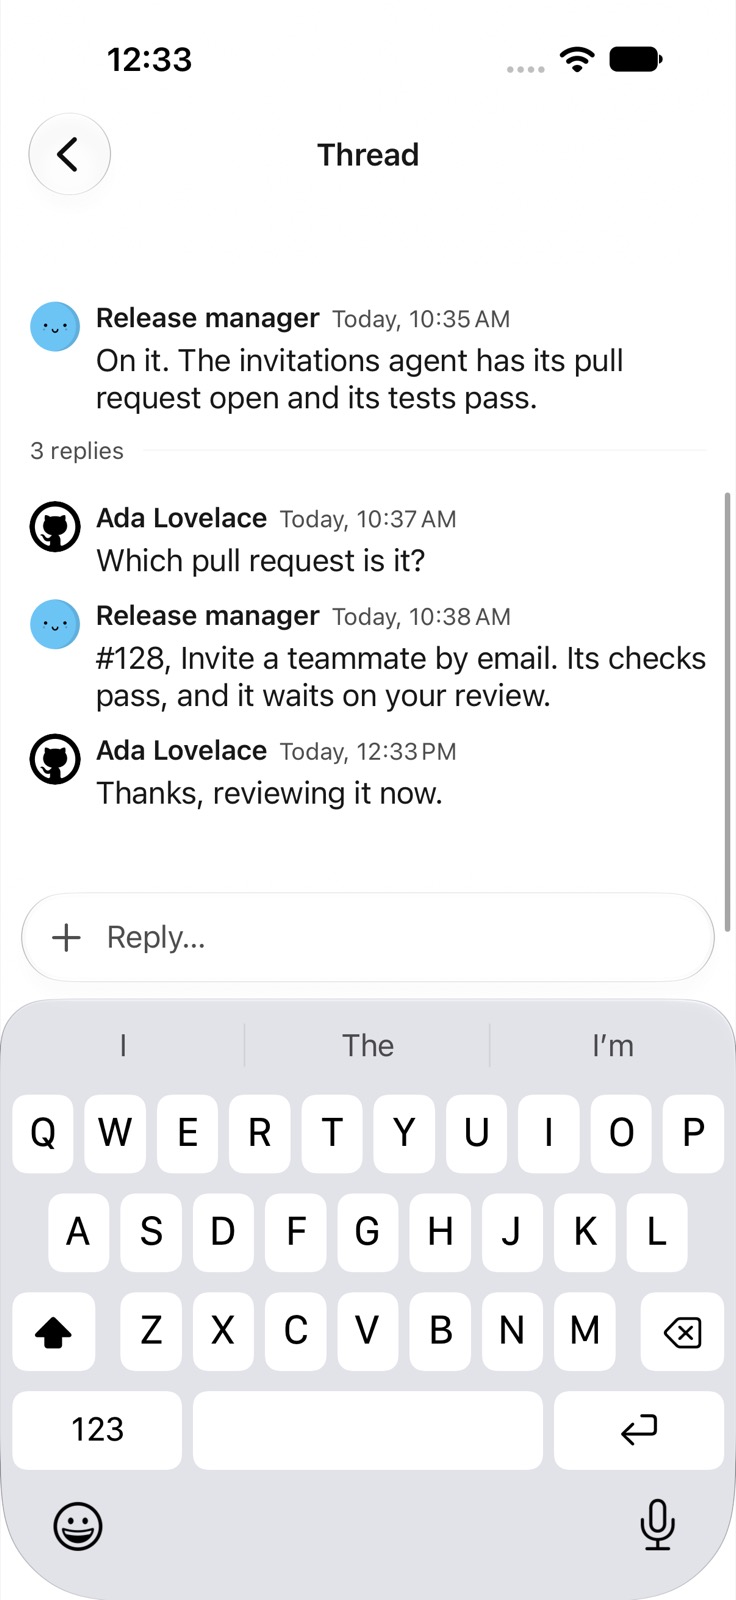 12:33
Thread
Release manager Today, 10:35 AM
On it. The invitations agent has its pull
request open and its tests pass.
3 replies
Ada Lovelace Today, 10:37 AM
Which pull request is it?
Release manager Today, 10:38 AM
#128, Invite a teammate by email. Its checks
pass, and it waits on your review.
Ada Lovelace Today, 12:33 PM
Thanks, reviewing it now.
Reply...
I The I'm
Q W E R T Y U I O P
A S D F G H J K L
Z X C V B N M
123